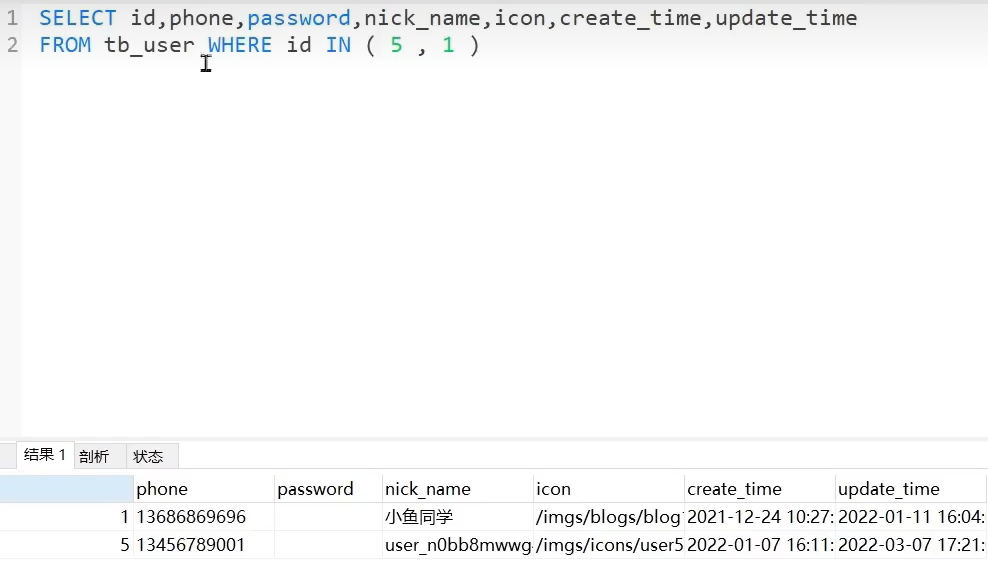 1 SELECT id,phone,password,nick_name,icon,create_time,update_time
2 FROM tb_user WHERE id IN ( 5 , 1 )
结果 1 剖析 状态
phone password nick_name icon create_time update_time
1 13686869696 小鱼同学 /imgs/blogs/blog 2021-12-24 10:27: 2022-01-11 16:04:
5 13456789001 user_n0bb8mwwg /imgs/icons/user5 2022-01-07 16:11: 2022-03-07 17:21: